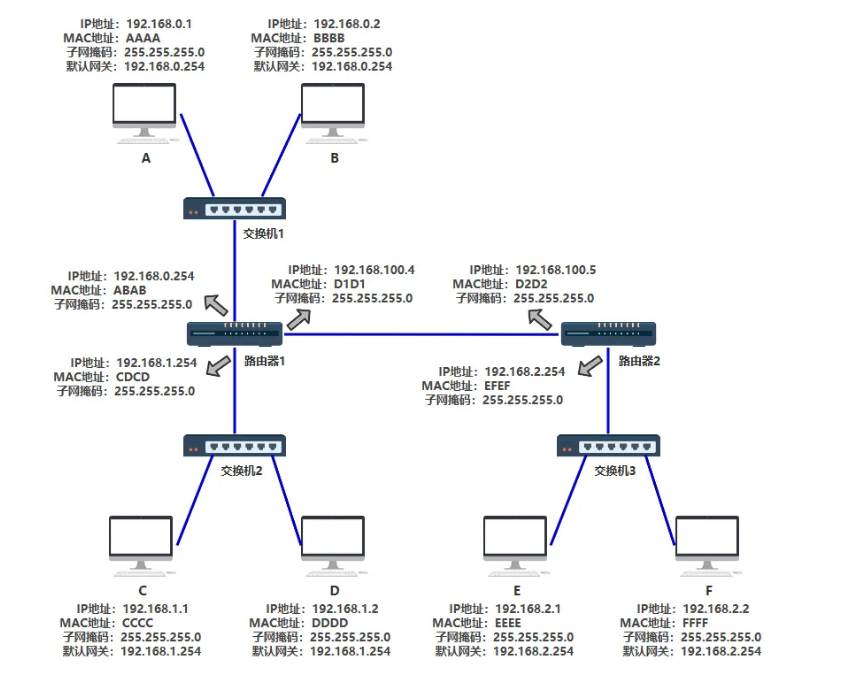 IP地址：192.168.0.1
MAC地址：AAAA
子网掩码：255.255.255.0
默认网关：192.168.0.254
A
IP地址：192.168.0.2
MAC地址：BBBB
子网掩码：255.255.255.0
默认网关：192.168.0.254
B
交换机1
IP地址：192.168.0.254
MAC地址：ABAB
子网掩码：255.255.255.0
IP地址：192.168.100.4
MAC地址：D1D1
子网掩码：255.255.255.0
IP地址：192.168.100.5
MAC地址：D2D2
子网掩码：255.255.255.0
路由器1
路由器2
IP地址：192.168.1.254
MAC地址：CDCD
子网掩码：255.255.255.0
IP地址：192.168.2.254
MAC地址：EFEF
子网掩码：255.255.255.0
交换机2
交换机3
C
IP地址：192.168.1.1
MAC地址：CCCC
子网掩码：255.255.255.0
默认网关：192.168.1.254
D
IP地址：192.168.1.2
MAC地址：DDDD
子网掩码：255.255.255.0
默认网关：192.168.1.254
E
IP地址：192.168.2.1
MAC地址：EEEE
子网掩码：255.255.255.0
默认网关：192.168.2.254
F
IP地址：192.168.2.2
MAC地址：FFFF
子网掩码：255.255.255.0
默认网关：192.168.2.254